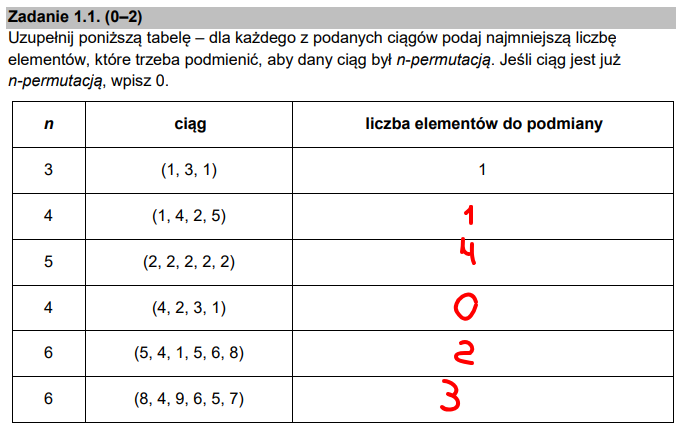 Zadanie 1.1. (0–2)
Uzupełnij poniższą tabelę – dla każdego z podanych ciągów podaj najmniejszą liczbę
elementów, które trzeba podmienić, aby dany ciąg był n-permutacją. Jeśli ciąg jest już
n-permutacją, wpisz 0.
n ciąg liczba elementów do podmiany
3 (1, 3, 1) 1
4 (1, 4, 2, 5) 1
5 (2, 2, 2, 2, 2) 4
4 (4, 2, 3, 1) 0
6 (5, 4, 1, 5, 6, 8) 2
6 (8, 4, 9, 6, 5, 7) 3